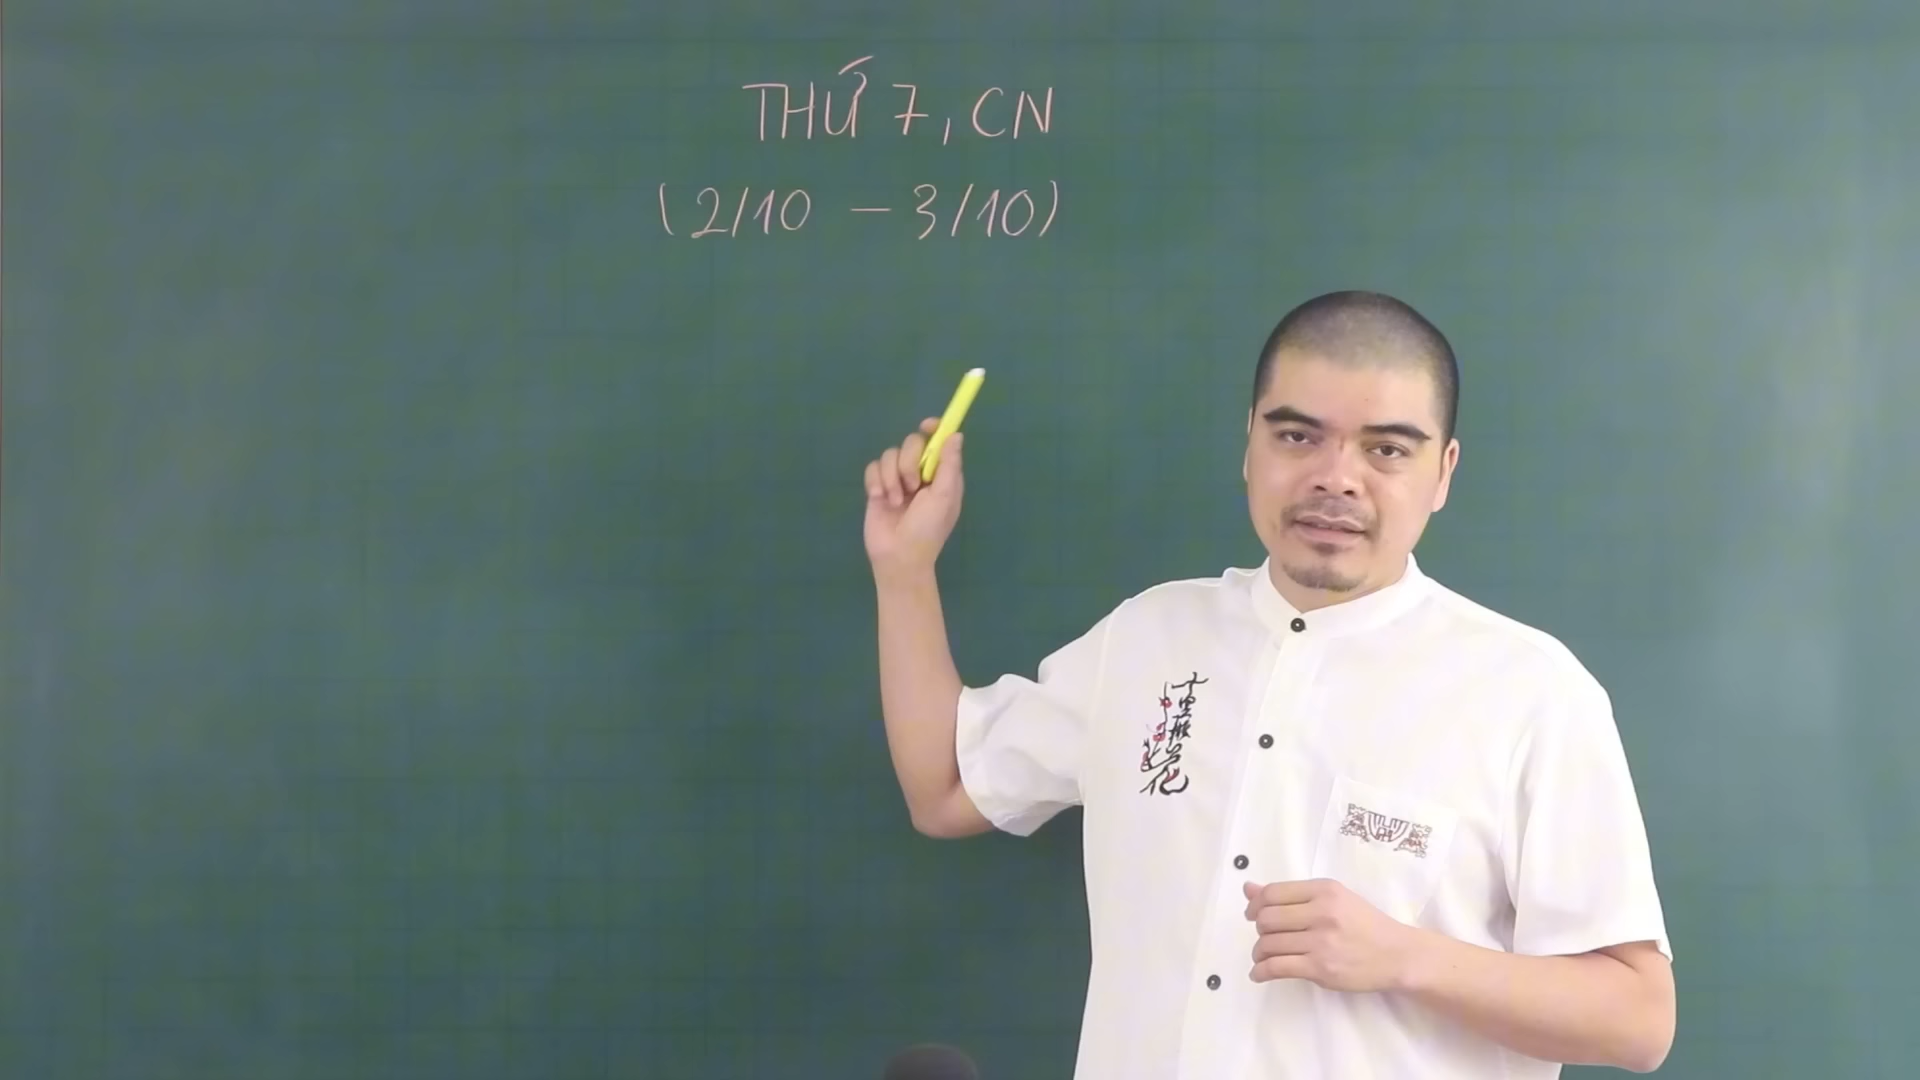 THỨ 7, CN
(2/10 – 3/10)